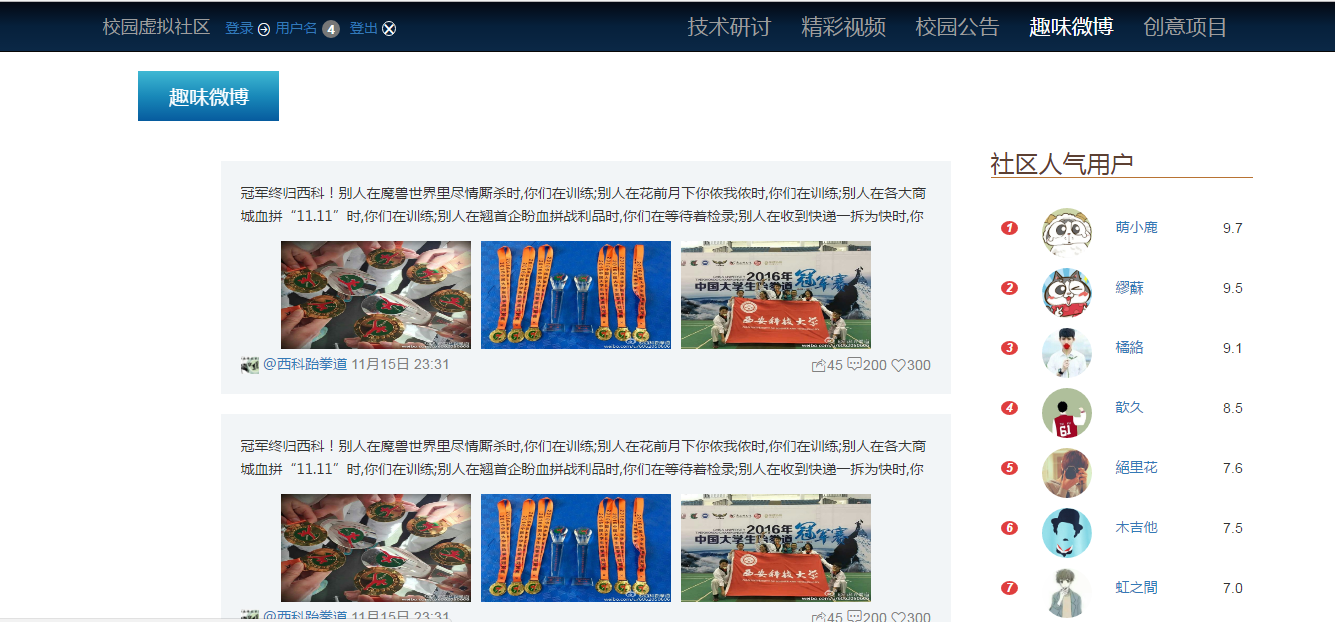 校园虚拟社区 登录 用户名 4 登出
技术研讨 精彩视频 校园公告 趣味微博 创意项目
趣味微博
冠军终归西科！别人在魔兽世界里尽情厮杀时,你们在训练;别人在花前月下你侬我侬时,你们在训练;别人在各大商
城血拼“11.11”时,你们在训练;别人在翘首企盼血拼战利品时,你们在等待着检录;别人在收到快递一拆为快时,你
2016年
冠军赛
中国大学生跆拳道
西安科技大学
@西科跆拳道 11月15日 23:31
45 200 300
冠军终归西科！别人在魔兽世界里尽情厮杀时,你们在训练;别人在花前月下你侬我侬时,你们在训练;别人在各大商
城血拼“11.11”时,你们在训练;别人在翘首企盼血拼战利品时,你们在等待着检录;别人在收到快递一拆为快时,你
2016年
冠军赛
中国大学生跆拳道
西安科技大学
@西科跆拳道 11月15日 23:31
45 200 300
社区人气用户
1 萌小鹿 9.7
2 繆蘇 9.5
3 橘絡 9.1
4 歆久 8.5
5 絕里花 7.6
6 木吉他 7.5
7 虹之間 7.0